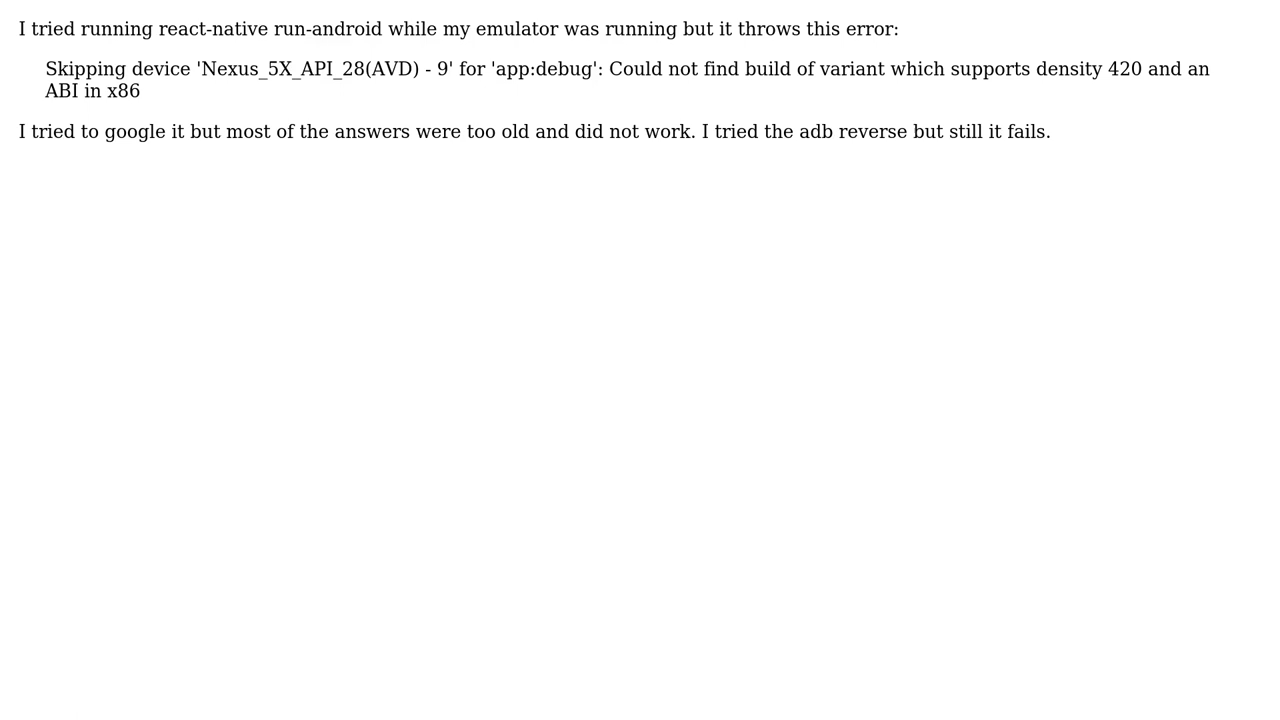 I tried running react-native run-android while my emulator was running but it throws this error:
Skipping device 'Nexus_5X_API_28(AVD) - 9' for 'app:debug': Could not find build of variant which supports density 420 and an
ABI in x86
I tried to google it but most of the answers were too old and did not work. I tried the adb reverse but still it fails.